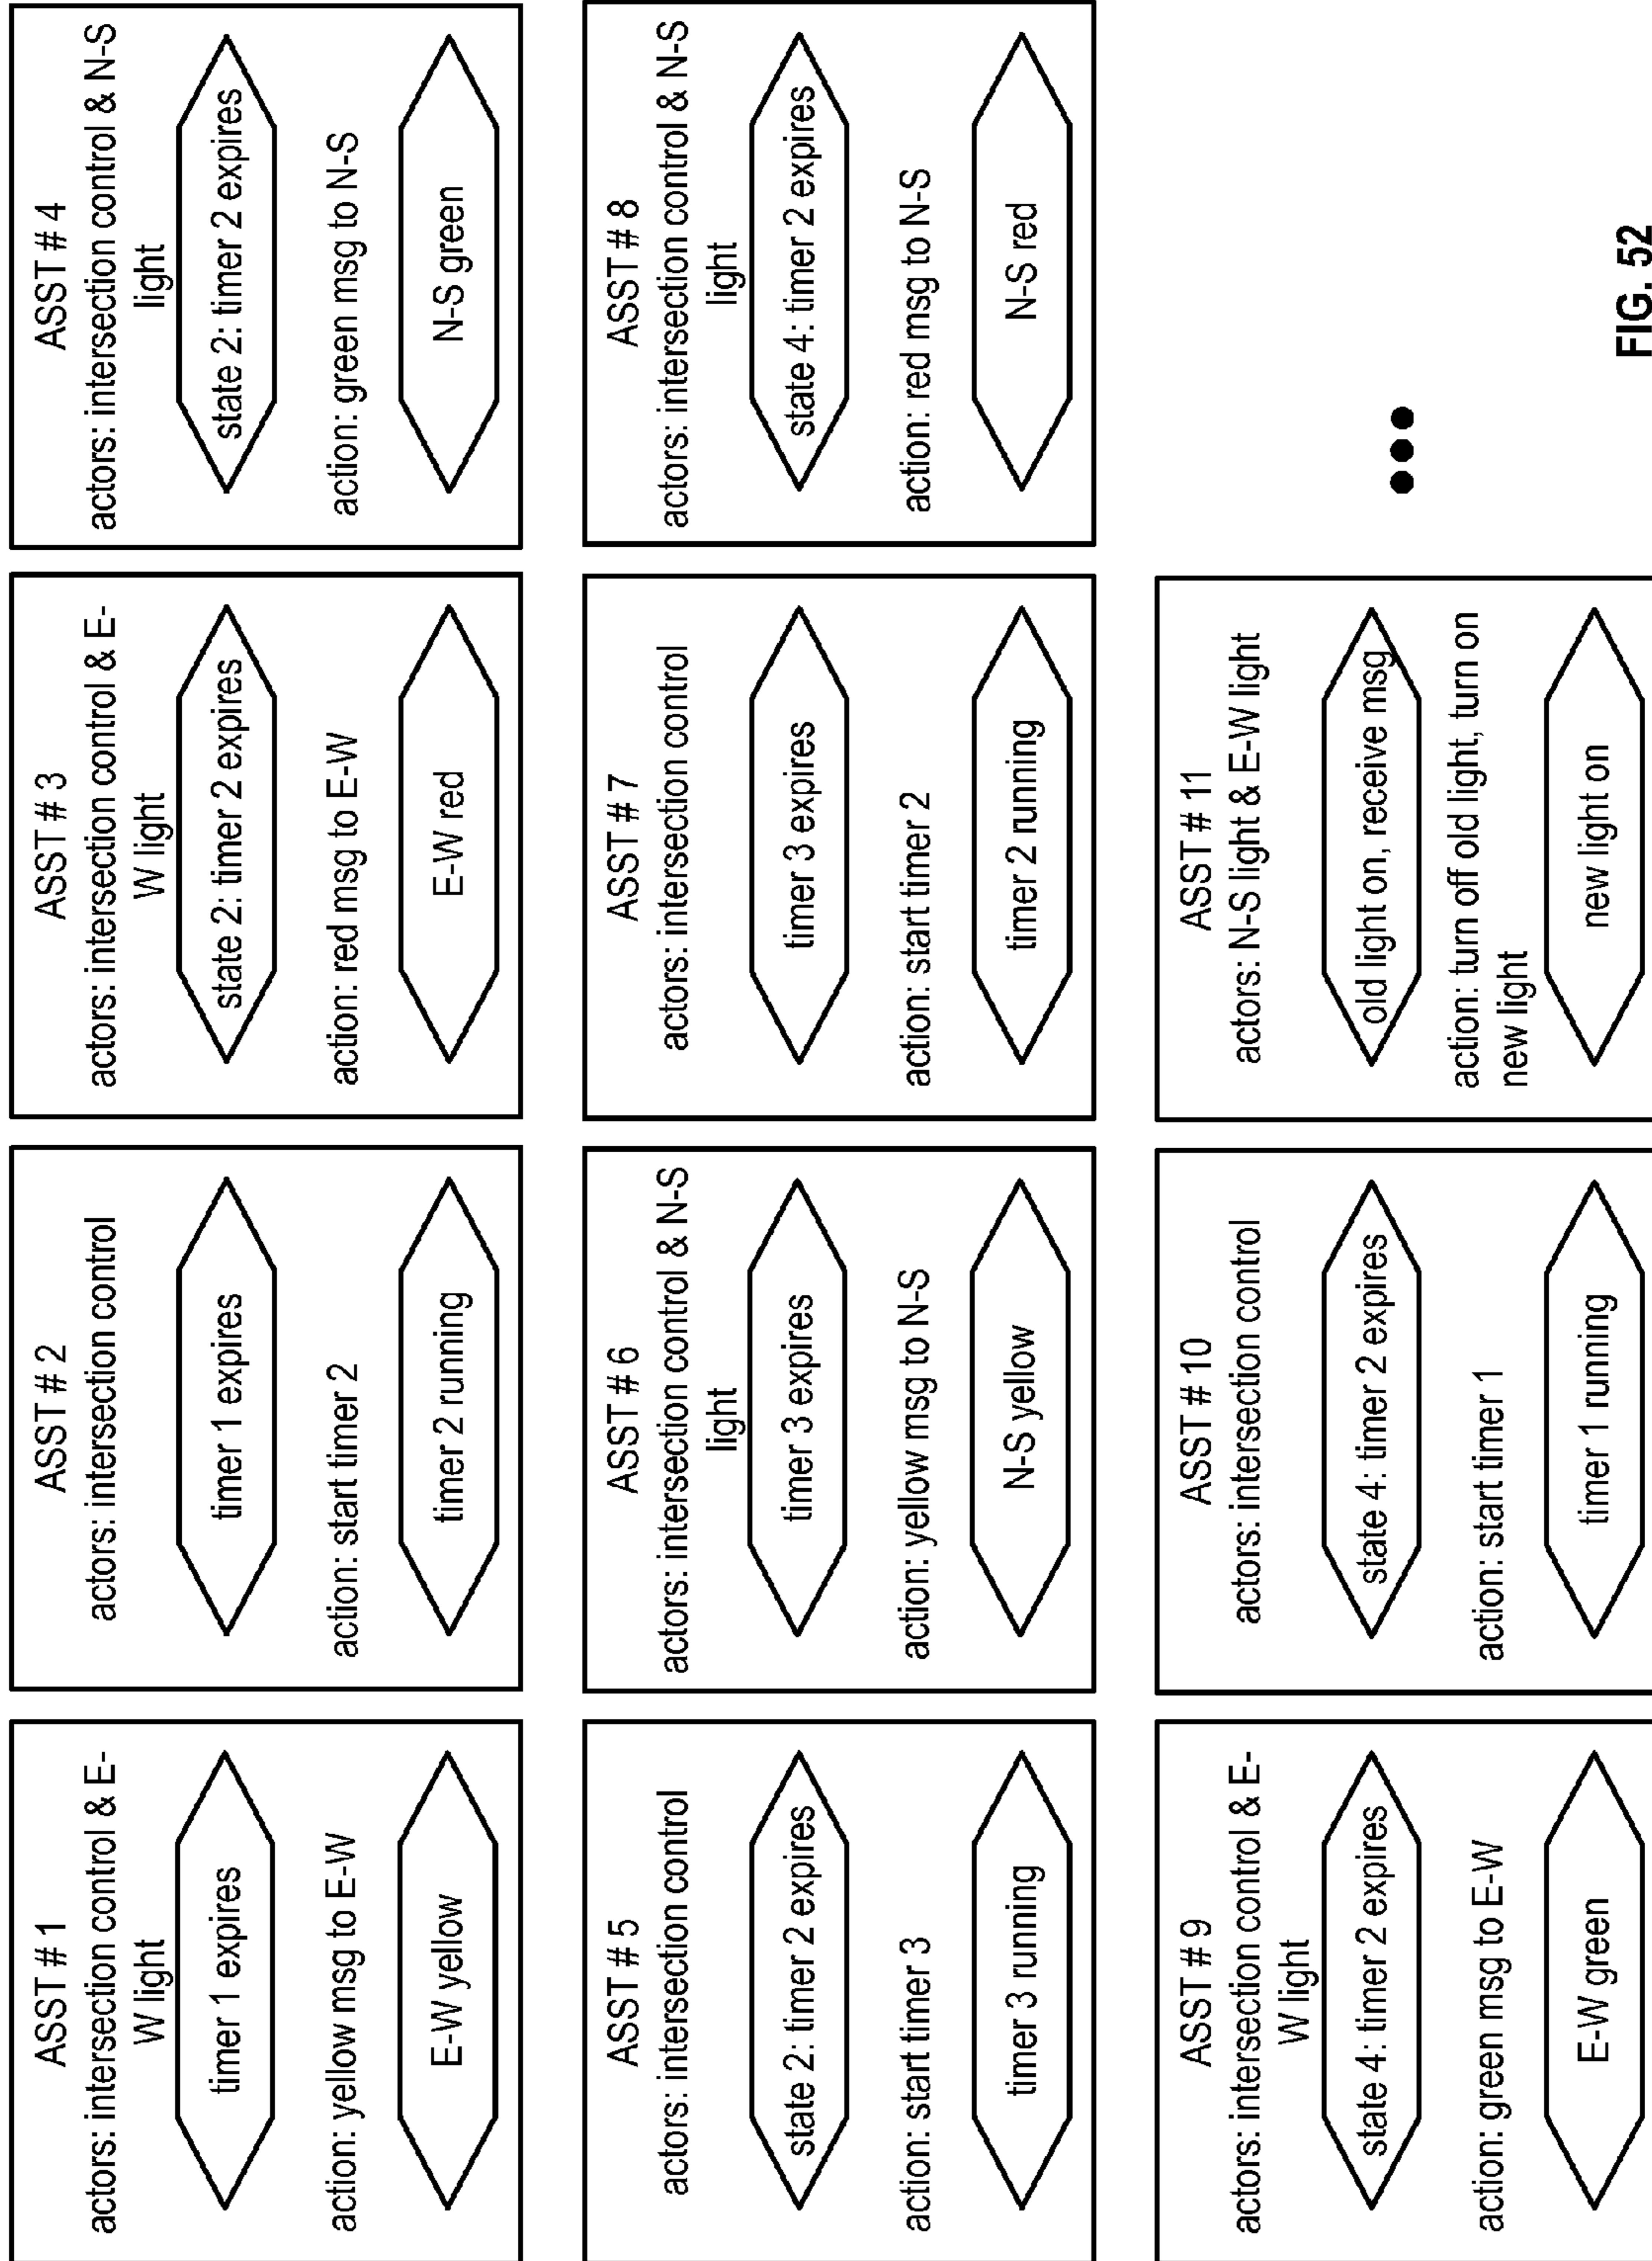 ASST # 1
actors: intersection control & E-
W light
timer 1 expires
action: yellow msg to E-W
E-W yellow
ASST # 2
actors: intersection control
timer 1 expires
action: start timer 2
timer 2 running
ASST # 3
actors: intersection control & E-
W light
state 2: timer 2 expires
action: red msg to E-W
E-W red
ASST # 4
actors: intersection control & N-S
light
state 2: timer 2 expires
action: green msg to N-S
N-S green
ASST # 5
actors: intersection control
state 2: timer 2 expires
action: start timer 3
timer 3 running
ASST # 6
actors: intersection control & N-S
light
timer 3 expires
action: yellow msg to N-S
N-S yellow
ASST # 7
actors: intersection control
timer 3 expires
action: start timer 2
timer 2 running
ASST # 8
actors: intersection control & N-S
light
state 4: timer 2 expires
action: red msg to N-S
N-S red
ASST # 9
actors: intersection control & E-
W light
state 4: timer 2 expires
action: green msg to E-W
E-W green
ASST # 10
actors: intersection control
state 4: timer 2 expires
action: start timer 1
timer 1 running
ASST # 11
actors: N-S light & E-W light
old light on, receive msg
action: turn off old light, turn on
new light
new light on
FIG. 52